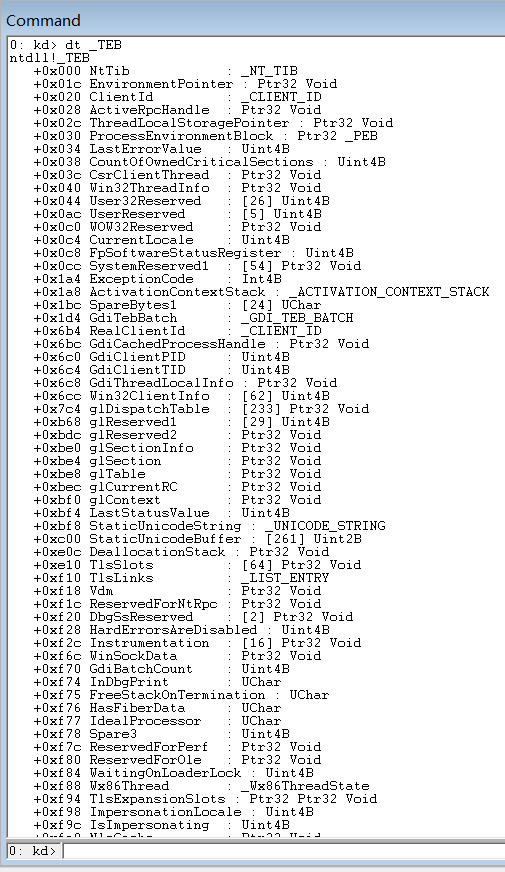 Command
0: kd> dt _TEB
ntdll!_TEB
+0x000 NtTib : _NT_TIB
+0x01c EnvironmentPointer : Ptr32 Void
+0x020 ClientId : _CLIENT_ID
+0x028 ActiveRpcHandle : Ptr32 Void
+0x02c ThreadLocalStoragePointer : Ptr32 Void
+0x030 ProcessEnvironmentBlock : Ptr32 _PEB
+0x034 LastErrorValue : Uint4B
+0x038 CountOfOwnedCriticalSections : Uint4B
+0x03c CsrClientThread : Ptr32 Void
+0x040 Win32ThreadInfo : Ptr32 Void
+0x044 User32Reserved : [26] Uint4B
+0x0ac UserReserved : [5] Uint4B
+0x0c0 WOW32Reserved : Ptr32 Void
+0x0c4 CurrentLocale : Uint4B
+0x0c8 FpSoftwareStatusRegister : Uint4B
+0x0cc SystemReserved1 : [54] Ptr32 Void
+0x1a4 ExceptionCode : Int4B
+0x1a8 ActivationContextStack : _ACTIVATION_CONTEXT_STACK
+0x1bc SpareBytes1 : [24] UChar
+0x1d4 GdiTebBatch : _GDI_TEB_BATCH
+0x6b4 RealClientId : _CLIENT_ID
+0x6bc GdiCachedProcessHandle : Ptr32 Void
+0x6c0 GdiClientPID : Uint4B
+0x6c4 GdiClientTID : Uint4B
+0x6c8 GdiThreadLocalInfo : Ptr32 Void
+0x6cc Win32ClientInfo : [62] Uint4B
+0x7c4 glDispatchTable : [233] Ptr32 Void
+0xb68 glReserved1 : [29] Uint4B
+0xbdc glReserved2 : Ptr32 Void
+0xbe0 glSectionInfo : Ptr32 Void
+0xbe4 glSection : Ptr32 Void
+0xbe8 glTable : Ptr32 Void
+0xbec glCurrentRC : Ptr32 Void
+0xbf0 glContext : Ptr32 Void
+0xbf4 LastStatusValue : Uint4B
+0xbf8 StaticUnicodeString : _UNICODE_STRING
+0xc00 StaticUnicodeBuffer : [261] Uint2B
+0xe0c DeallocationStack : Ptr32 Void
+0xe10 TlsSlots : [64] Ptr32 Void
+0xf10 TlsLinks : _LIST_ENTRY
+0xf18 Vdm : Ptr32 Void
+0xf1c ReservedForNtRpc : Ptr32 Void
+0xf20 DbgSsReserved : [2] Ptr32 Void
+0xf28 HardErrorsAreDisabled : Uint4B
+0xf2c Instrumentation : [16] Ptr32 Void
+0xf6c WinSockData : Ptr32 Void
+0xf70 GdiBatchCount : Uint4B
+0xf74 InDbgPrint : UChar
+0xf75 FreeStackOnTermination : UChar
+0xf76 HasFiberData : UChar
+0xf77 IdealProcessor : UChar
+0xf78 Spare3 : Uint4B
+0xf7c ReservedForPerf : Ptr32 Void
+0xf80 ReservedForOle : Ptr32 Void
+0xf84 WaitingOnLoaderLock : Uint4B
+0xf88 Wx86Thread : _Wx86ThreadState
+0xf94 TlsExpansionSlots : Ptr32 Ptr32 Void
+0xf98 ImpersonationLocale : Uint4B
+0xf9c IsImpersonating : Uint4B
0: kd>